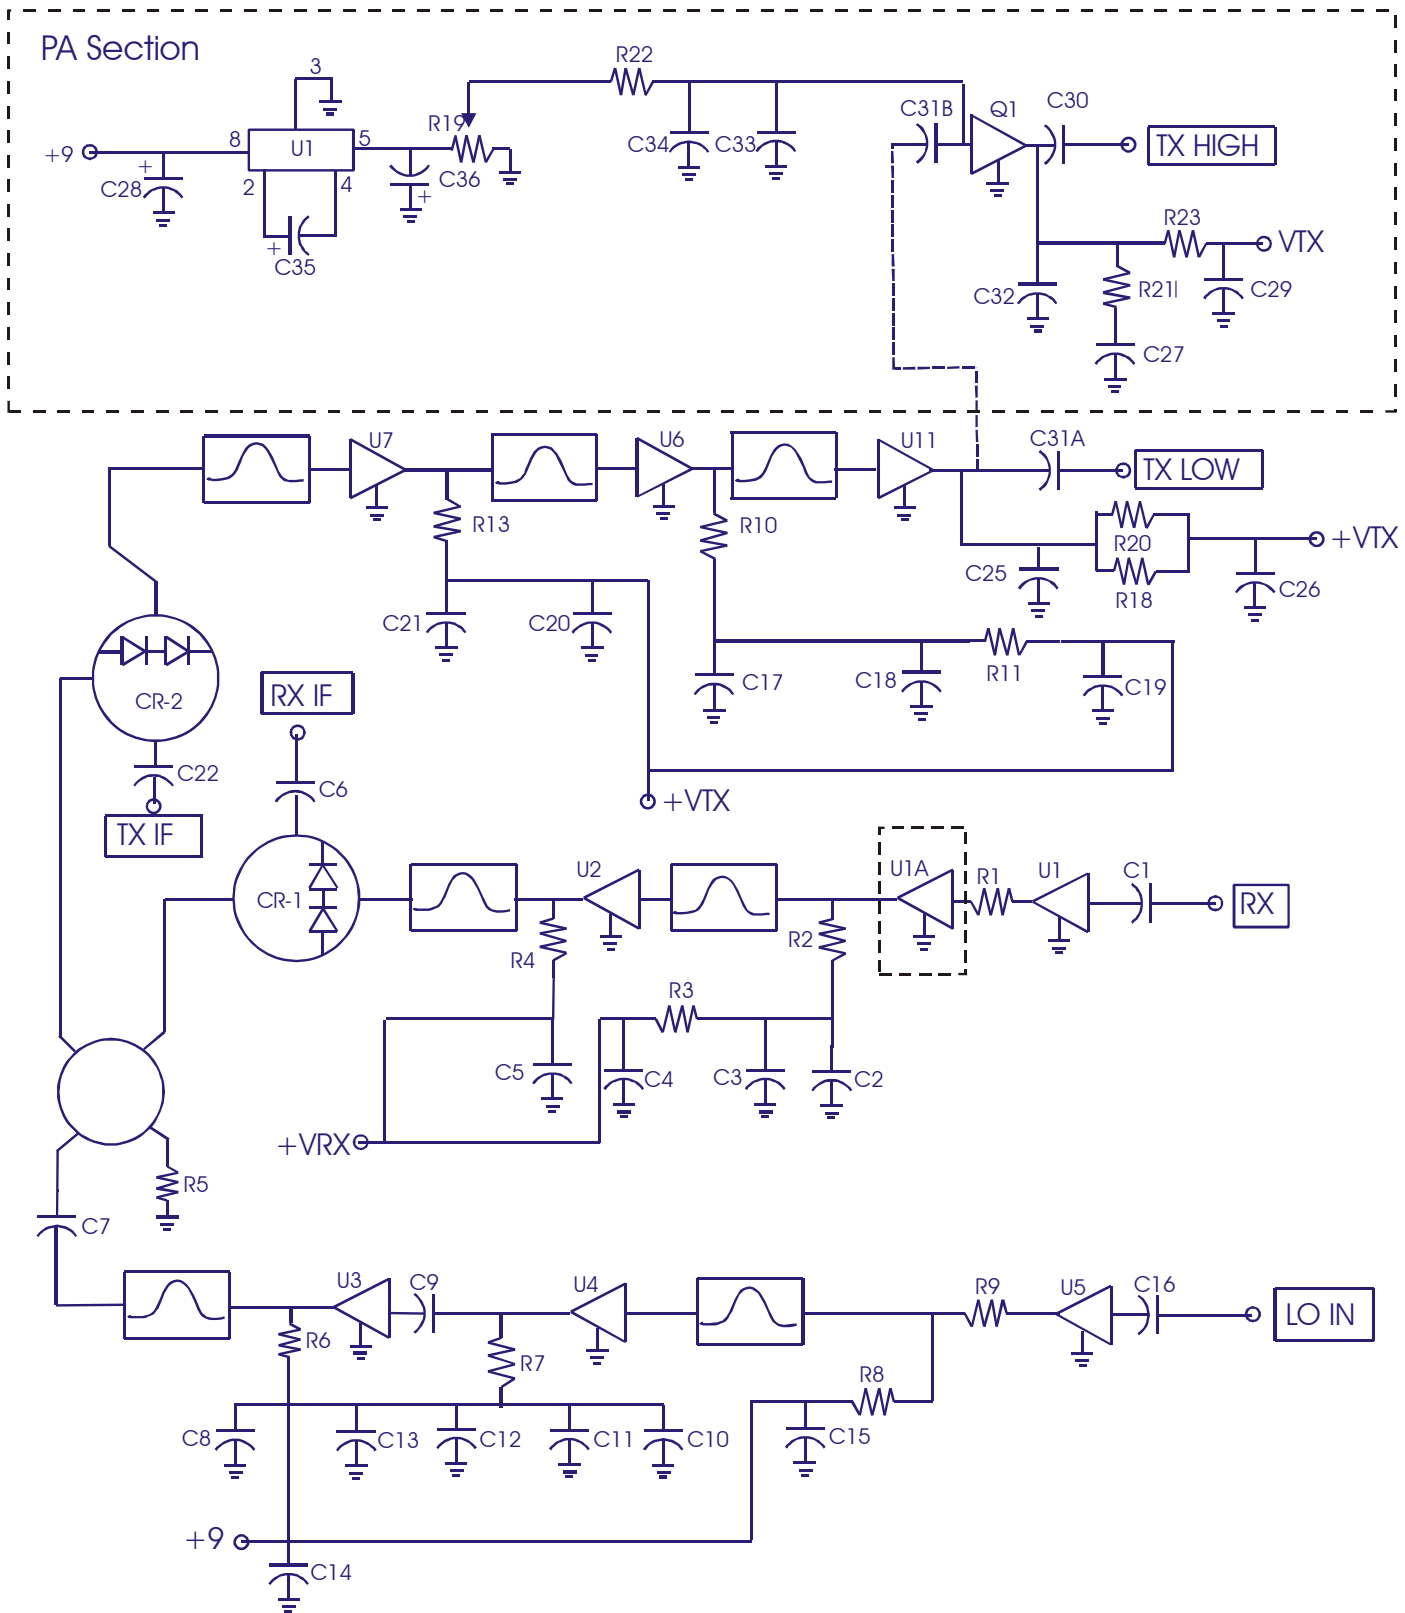 PA Section
3
R22
C31B
Q1
C30
R19
8
5
U1
C34
C33
TX HIGH
+9
+
C28
2
4
C36
+
+
C35
R23
VTX
C32
R21l
C29
C27
U7
U6
U11
C31A
TX LOW
R13
R10
R20
+VTX
C25
R18
C26
C21
C20
R11
C17
C18
C19
CR-2
RX IF
C22
C6
+VTX
TX IF
U2
U1A
R1
U1
C1
CR-1
RX
R4
R2
R3
C5
C4
C3
C2
+VRX
R5
C7
U3
C9
U4
R9
U5
C16
LO IN
R6
R7
R8
C8
C13
C12
C11
C10
C15
+9
C14